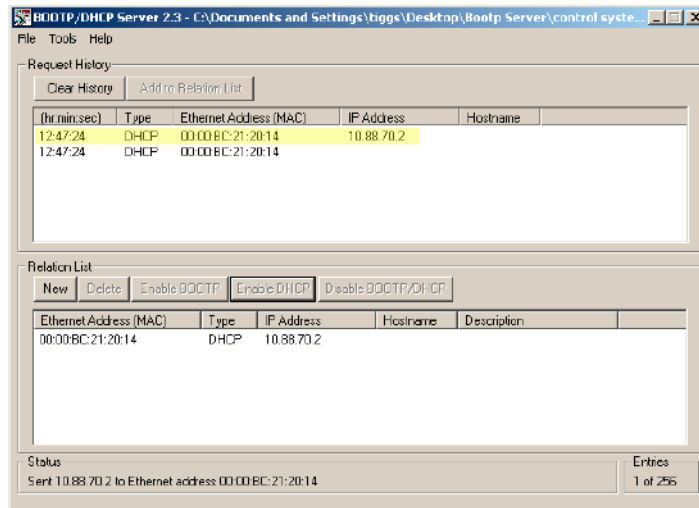 BOOTP/DHCP Server 2.3 - C:\Documents and Settings\tiggs\Desktop\Bootp Server\control syste...
File Tools Help
Request History
Clear History Add to Relation List
(hr:min:sec) Type Ethernet Address (MAC) IP Address Hostname
12:47:24 DHCP 00:00:BC:21:20:14 10.88.70.2
12:47:24 DHCP 00:00:BC:21:20:14
Relation List
New Delete Enable BOOTP Enable DHCP Disable BOOTP/DHCP
Ethernet Address (MAC) Type IP Address Hostname Description
00:00:BC:21:20:14 DHCP 10.88.70.2
Status Entries
Sent 10.88.70.2 to Ethernet address 00:00:BC:21:20:14 1 of 256